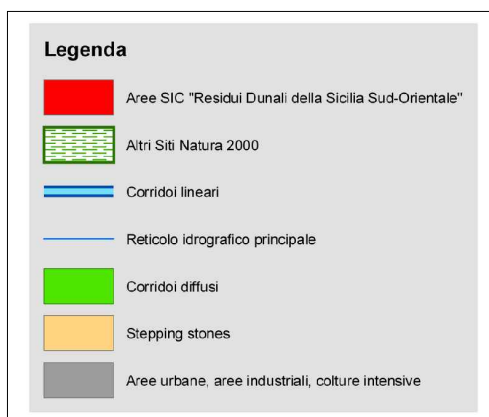 Legenda
Aree SIC "Residui Dunali della Sicilia Sud-Orientale"
Altri Siti Natura 2000
Corridoi lineari
Reticolo idrografico principale
Corridoi diffusi
Stepping stones
Aree urbane, aree industriali, colture intensive